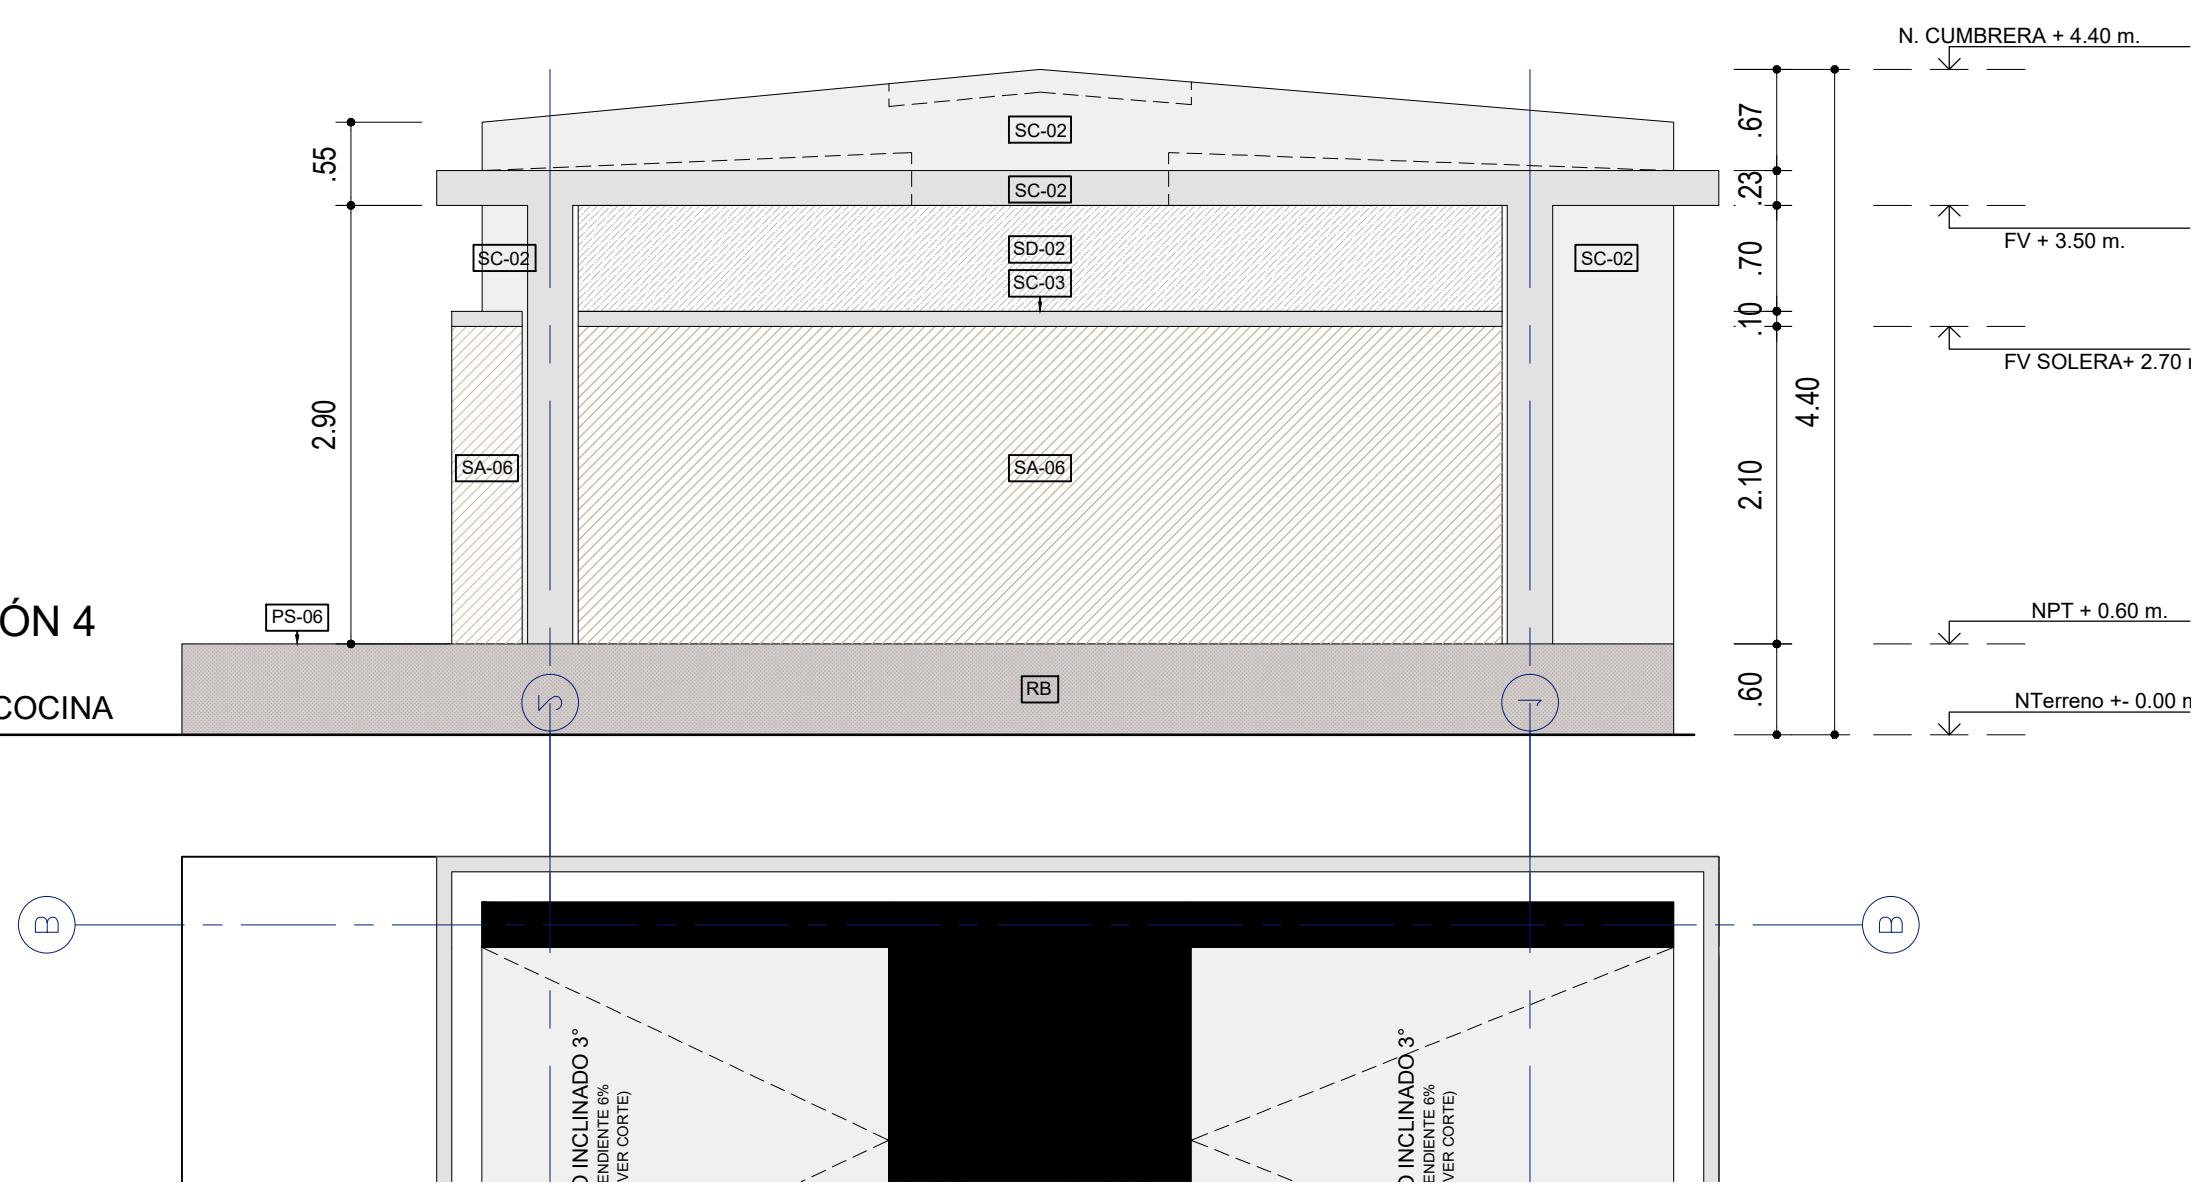 N. CUMBRERA + 4.40 m.
SC-02
.67
.55
SC-02
.23
SC-02
SD-02
SC-02
.70
FV + 3.50 m.
SC-03
.10
FV SOLERA+ 2.70
2.90
4.40
SA-06
SA-06
2.10
PS-06
NPT + 0.60 m.
ÓN 4
RB
.60
NTerreno +- 0.00 m
COCINA
5
1
B
B
O INCLINADO 3°
ENDIENTE 6%
VER CORTE)
O INCLINADO 3°
ENDIENTE 6%
VER CORTE)